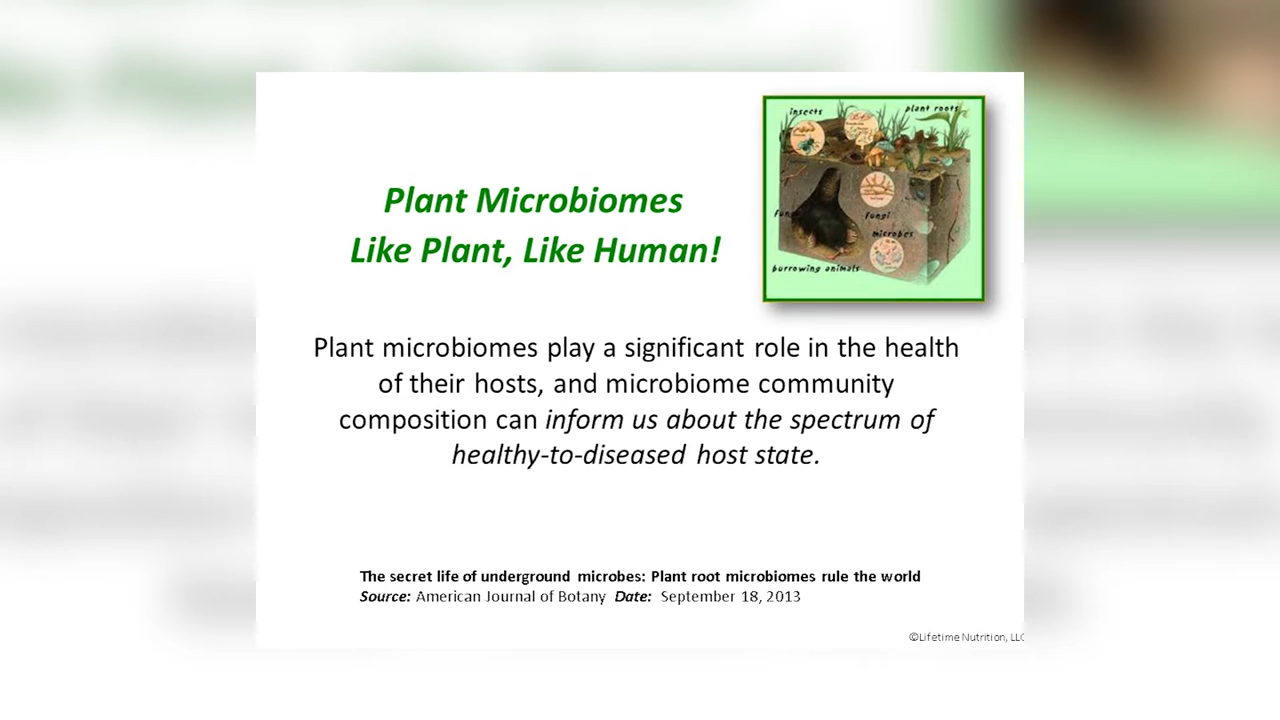 insects
plant roots
fungi
microbes
burrowing animals
Plant Microbiomes
Like Plant, Like Human!
Plant microbiomes play a significant role in the health
of their hosts, and microbiome community
composition can inform us about the spectrum of
healthy-to-diseased host state.
The secret life of underground microbes: Plant root microbiomes rule the world
Source: American Journal of Botany Date: September 18, 2013
©Lifetime Nutrition, LLC